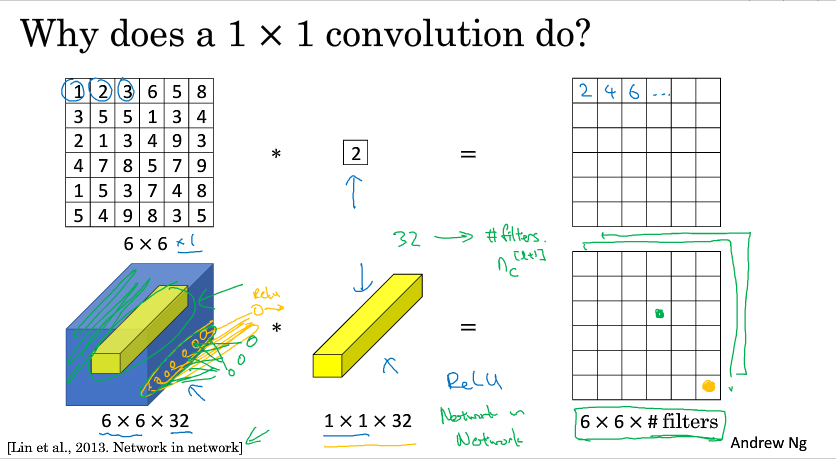 Why does a 1 × 1 convolution do?
1 2 3 6 5 8
3 5 5 1 3 4
2 1 3 4 9 3
4 7 8 5 7 9
1 5 3 7 4 8
5 4 9 8 3 5
6 × 6 ×1
*
2
=
2 4 6 ...
32 → # filters.
n_c^[l+1]
ReLU
*
=
6 × 6 × 32
1 × 1 × 32
ReLU
Network in
Network
6 × 6 × # filters
[Lin et al., 2013. Network in network]
Andrew Ng